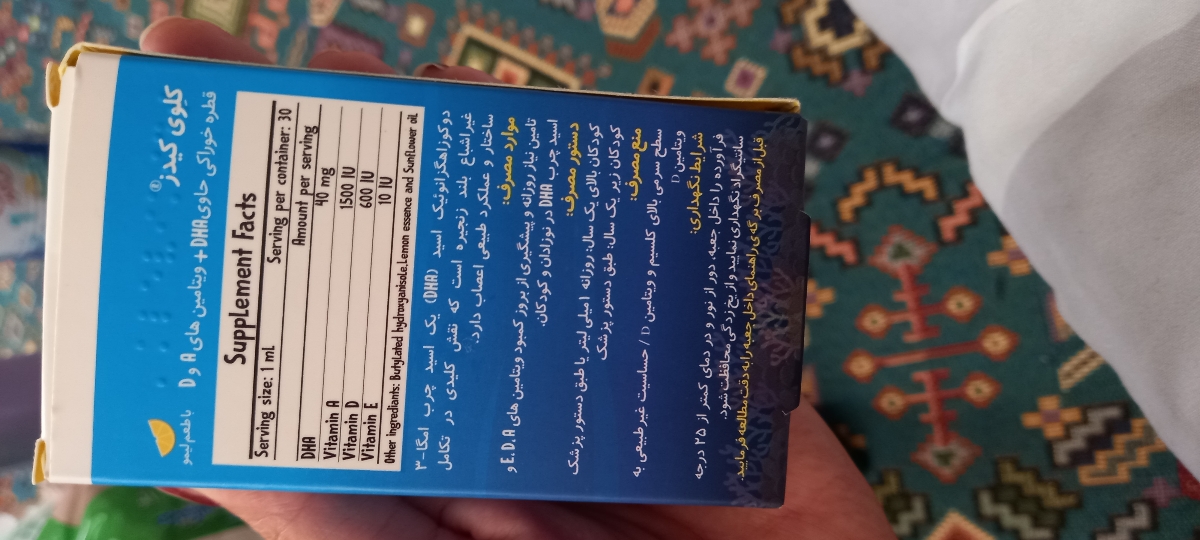 کلوی کیدز®
قطره خوراکی حاوی DHA + ویتامین های A و D
با طعم لیمو
Supplement Facts
Serving size: 1 mL Serving per container: 30
Amount per serving
DHA 40 mg
Vitamin A 1500 IU
Vitamin D 600 IU
Vitamin E 10 IU
Other ingredients: Butylated hydroxyanisole,Lemon essence and Sunflower oil
دوکوزاهگزانوئیک اسید (DHA) یک اسید چرب امگا-۳
غیراشباع بلند زنجیره است که نقش کلیدی در تکامل
ساختار و عملکرد طبیعی اعصاب دارد.
موارد مصرف:
تامین نیاز روزانه و پیشگیری از بروز کمبود ویتامین های E،D،A و
اسید چرب DHA در نوزادان و کودکان.
دستور مصرف:
کودکان بالای یک سال: روزانه ۱میلی لیتر یا طبق دستور پزشک
کودکان زیر یک سال: طبق دستور پزشک
منع مصرف:
سطح سرمی بالای کلسیم و ویتامین D / حساسیت غیر طبیعی به
ویتامین D
شرایط نگهداری:
فرآورده را داخل جعبه، دور از نور و در دمای کمتر از ۲۵ درجه
سانتیگراد نگهداری نمایید و از یخ زدگی محافظت شود.
قبل از مصرف برگه ی راهنمای داخل جعبه را به دقت مطالعه فرمایید.